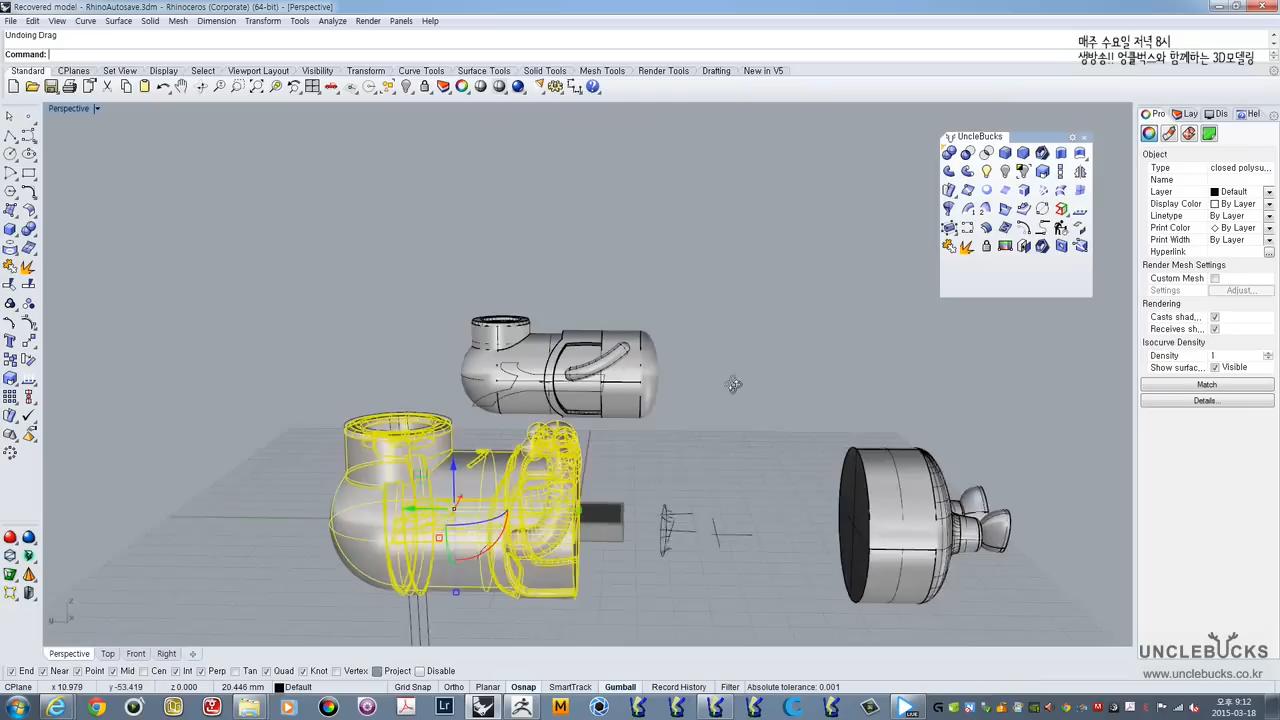 Recovered model - RhinoAutosave.3dm - Rhinoceros (Corporate) (64-bit) - [Perspective]
File Edit View Curve Surface Solid Mesh Dimension Transform Tools Analyze Render Panels Help
Undoing Drag
매주 수요일 저녁 8시
Command:
생방송!! 엉클벅스와 함께하는 3D모델링
Standard CPlanes Set View Display Select Viewport Layout Visibility Transform Curve Tools Surface Tools Solid Tools Mesh Tools Render Tools Drafting New in V5
Perspective
Pro Lay Dis Hel
UncleBucks
Object
Type closed polysu...
Name
Layer Default
Display Color By Layer
Linetype By Layer
Print Color By Layer
Print Width By Layer
Hyperlink
Render Mesh Settings
Custom Mesh
Settings Adjust...
Rendering
Casts shad...
Receives sh...
Isocurve Density
Density 1
Show surfac... Visible
Match
Details...
z
y x
UNCLEBUCKS
www.unclebucks.co.kr
Perspective Top Front Right
End Near Point Mid Cen Int Perp Tan Quad Knot Vertex Project Disable
CPlane x 10.979 y -53.419 z 0.000 20.446 mm Default Grid Snap Ortho Planar Osnap SmartTrack Gumball Record History Filter Absolute tolerance: 0.001
오후 9:12
2015-03-18